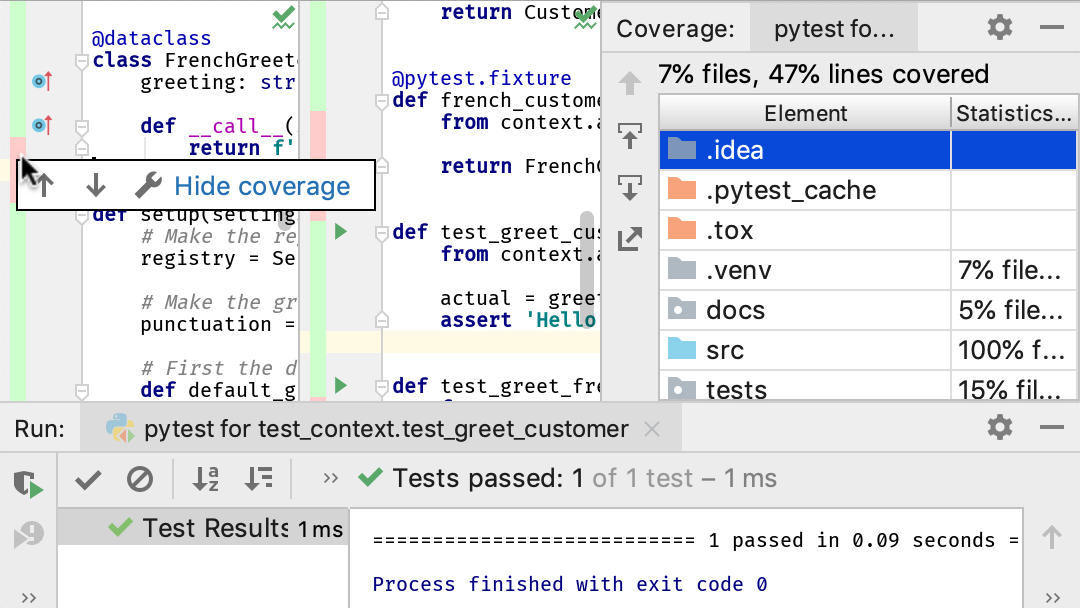 @dataclass
class FrenchGreet
greeting: str
def __call__(
return f'
Hide coverage
def setup(setting
# Make the re
registry = Se
# Make the gr
punctuation =
# First the d
def default_g
return Custome
@pytest.fixture
def french_custome
from context.a
return FrenchC
def test_greet_cus
from context.a
actual = greet
assert 'Hello
def test_greet_fre
Coverage:
pytest fo...
7% files, 47% lines covered
Element Statistics...
.idea
.pytest_cache
.tox
.venv 7% file...
docs 5% file...
src 100% f...
tests 15% fil...
Run: pytest for test_context.test_greet_customer
Tests passed: 1 of 1 test – 1 ms
Test Results 1 ms
=========================== 1 passed in 0.09 seconds =
Process finished with exit code 0